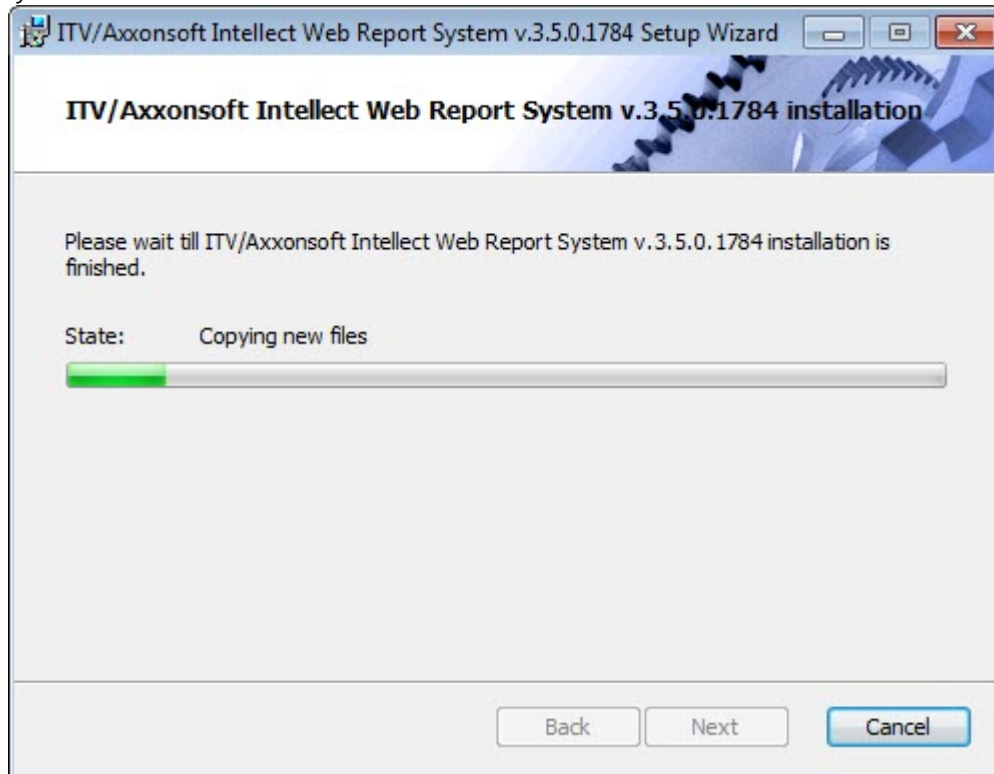 ITV/Axxonsoft Intellect Web Report System v.3.5.0.1784 Setup Wizard
ITV/Axxonsoft Intellect Web Report System v.3.5.0.1784 installation
Please wait till ITV/Axxonsoft Intellect Web Report System v.3.5.0.1784 installation is
finished.
State: Copying new files
Back Next Cancel